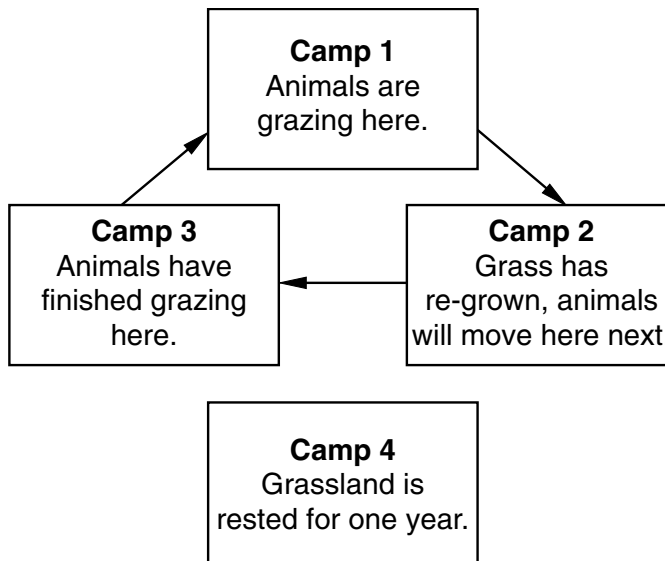 Camp 1
Animals are
grazing here.
Camp 3
Animals have
finished grazing
here.
Camp 2
Grass has
re-grown, animals
will move here next
Camp 4
Grassland is
rested for one year.